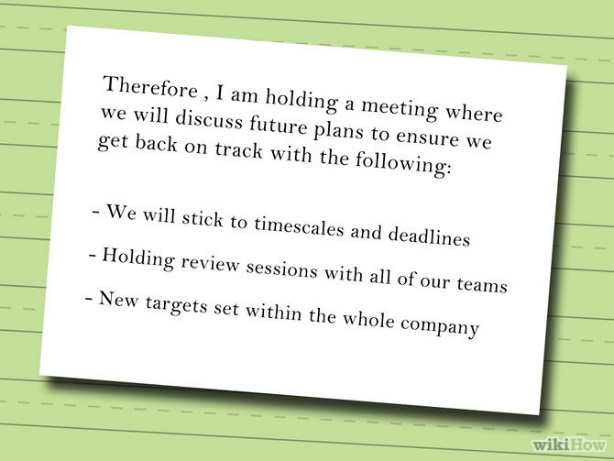 Therefore , I am holding a meeting where
we will discuss future plans to ensure we
get back on track with the following:
- We will stick to timescales and deadlines
- Holding review sessions with all of our teams
- New targets set within the whole company
wikiHow